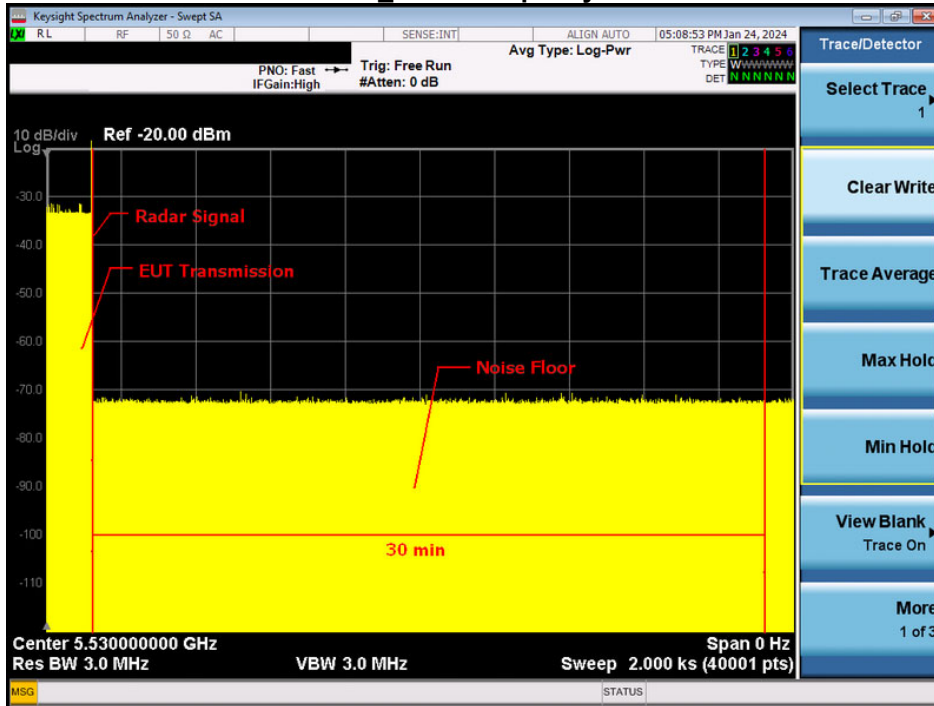 Keysight Spectrum Analyzer - Swept SA
LXI RL RF 50 Ω AC SENSE:INT ALIGN AUTO 05:08:53 PM Jan 24, 2024
Avg Type: Log-Pwr
TRACE 1 2 3 4 5 6
TYPE WWWWWW
DET N N N N N N
PNO: Fast
IFGain:High
Trig: Free Run
#Atten: 0 dB
10 dB/div
Log
Ref -20.00 dBm
-30.0
-40.0
-50.0
-60.0
-70.0
-80.0
-90.0
-100
-110
Radar Signal
EUT Transmission
Noise Floor
30 min
Center 5.530000000 GHz Span 0 Hz
Res BW 3.0 MHz VBW 3.0 MHz Sweep 2.000 ks (40001 pts)
MSG STATUS
Trace/Detector
Select Trace
1
Clear Write
Trace Average
Max Hold
Min Hold
View Blank
Trace On
More
1 of 3